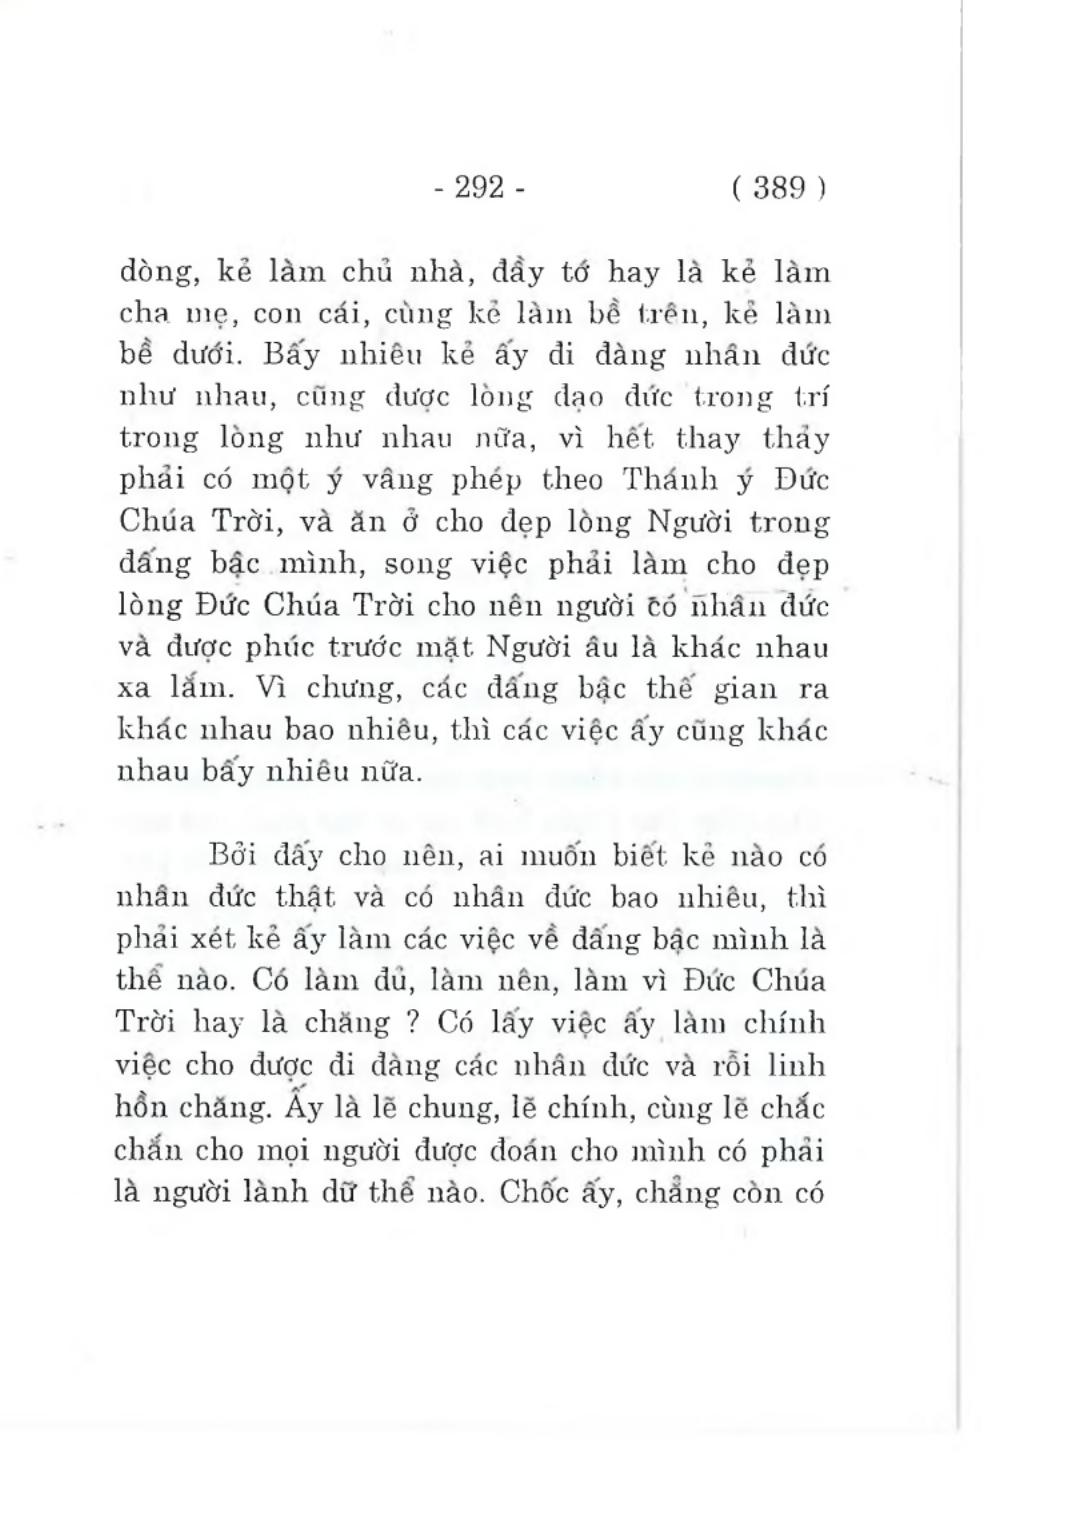 - 292 - ( 389 )
dòng, kẻ làm chủ nhà, đầy tớ hay là kẻ làm
cha mẹ, con cái, cùng kẻ làm bề trên, kẻ làm
bề dưới. Bấy nhiêu kẻ ấy đi đàng nhân đức
như nhau, cũng được lòng đạo đức trong trí
trong lòng như nhau nữa, vì hết thay thảy
phải có một ý vâng phép theo Thánh ý Đức
Chúa Trời, và ăn ở cho đẹp lòng Người trong
đấng bậc mình, song việc phải làm cho đẹp
lòng Đức Chúa Trời cho nên người có nhân đức
và được phúc trước mặt Người âu là khác nhau
xa lắm. Vì chưng, các đấng bậc thế gian ra
khác nhau bao nhiêu, thì các việc ấy cũng khác
nhau bấy nhiêu nữa.
Bởi đấy cho nên, ai muốn biết kẻ nào có
nhân đức thật và có nhân đức bao nhiêu, thì
phải xét kẻ ấy làm các việc về đấng bậc mình là
thể nào. Có làm đủ, làm nên, làm vì Đức Chúa
Trời hay là chăng ? Có lấy việc ấy làm chính
việc cho được đi đàng các nhân đức và rỗi linh
hồn chăng. Ấy là lẽ chung, lẽ chính, cùng lẽ chắc
chắn cho mọi người được đoán cho mình có phải
là người lành dữ thể nào. Chốc ấy, chẳng còn có